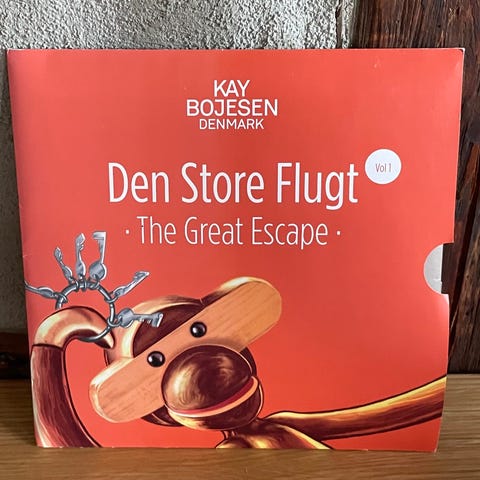 KAY
BOJESEN
DENMARK
Den Store Flugt
Vol 1
· The Great Escape ·